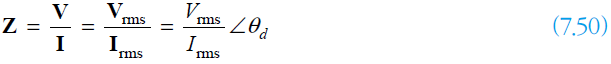 Z = V/I = V_rms/I_rms = V_rms/I_rms ∠θ_d (7.50)